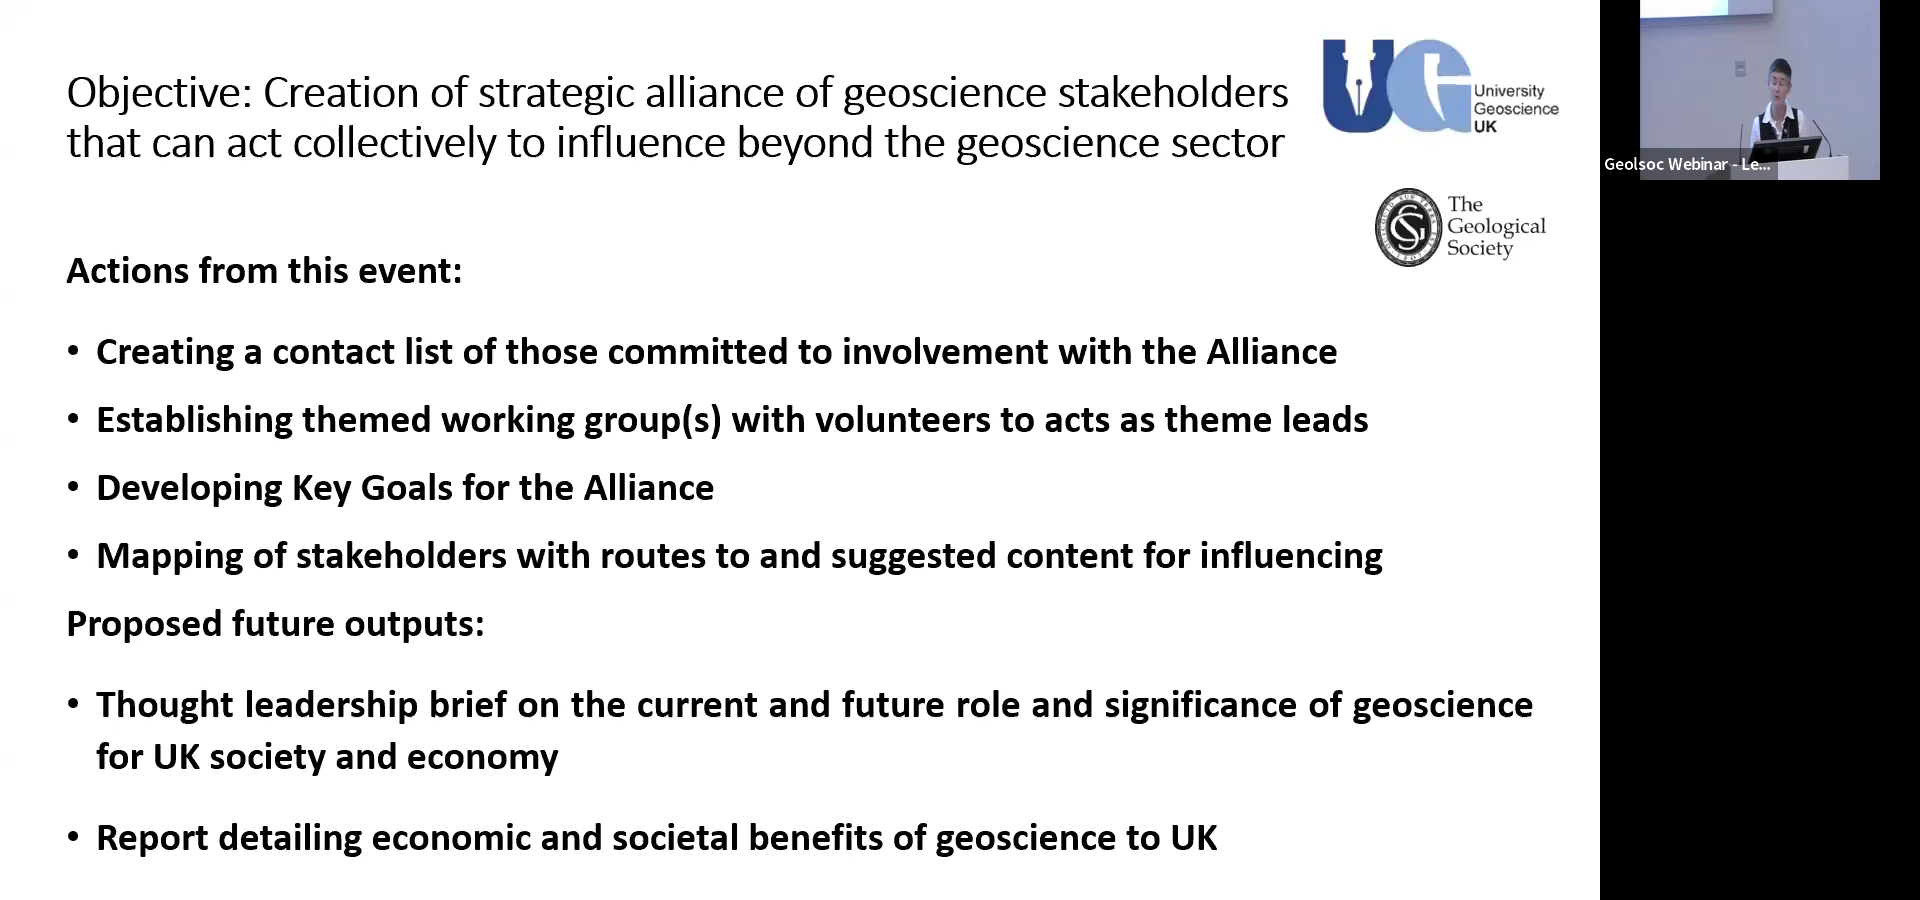 Objective: Creation of strategic alliance of geoscience stakeholders
that can act collectively to influence beyond the geoscience sector
UG
University
Geoscience
UK
The
Geological
Society
Geolsoc Webinar - Le...
Actions from this event:
• Creating a contact list of those committed to involvement with the Alliance
• Establishing themed working group(s) with volunteers to acts as theme leads
• Developing Key Goals for the Alliance
• Mapping of stakeholders with routes to and suggested content for influencing
Proposed future outputs:
• Thought leadership brief on the current and future role and significance of geoscience
for UK society and economy
• Report detailing economic and societal benefits of geoscience to UK